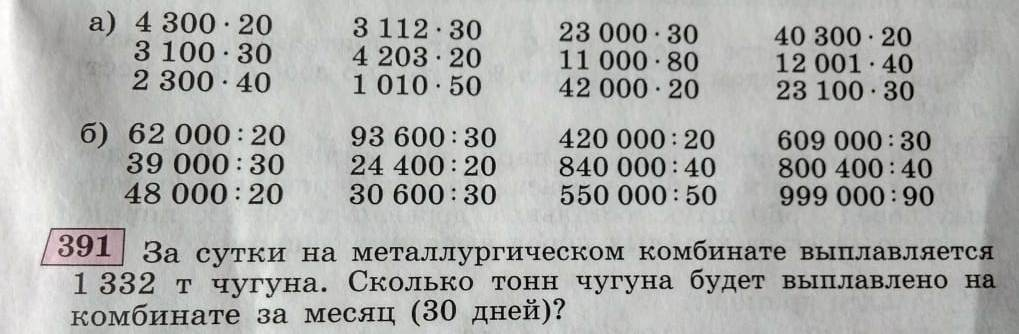 а) 4 300 · 20 3 112 · 30 23 000 · 30 40 300 · 20
3 100 · 30 4 203 · 20 11 000 · 80 12 001 · 40
2 300 · 40 1 010 · 50 42 000 · 20 23 100 · 30
б) 62 000 : 20 93 600 : 30 420 000 : 20 609 000 : 30
39 000 : 30 24 400 : 20 840 000 : 40 800 400 : 40
48 000 : 20 30 600 : 30 550 000 : 50 999 000 : 90
391 За сутки на металлургическом комбинате выплавляется
1 332 т чугуна. Сколько тонн чугуна будет выплавлено на
комбинате за месяц (30 дней)?